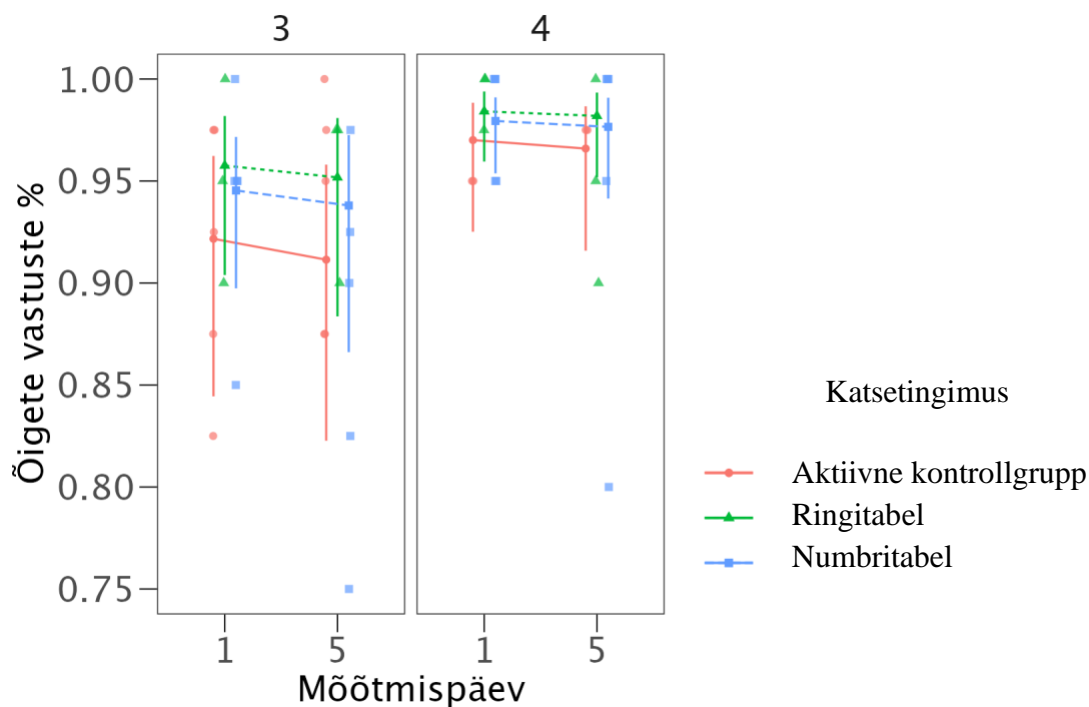 3
4
1.00
0.95
0.90
0.85
0.80
0.75
Õigete vastuste %
1
5
1
5
Mõõtmispäev
Katsetingimus
Aktiivne kontrollgrupp
Ringitabel
Numbritabel